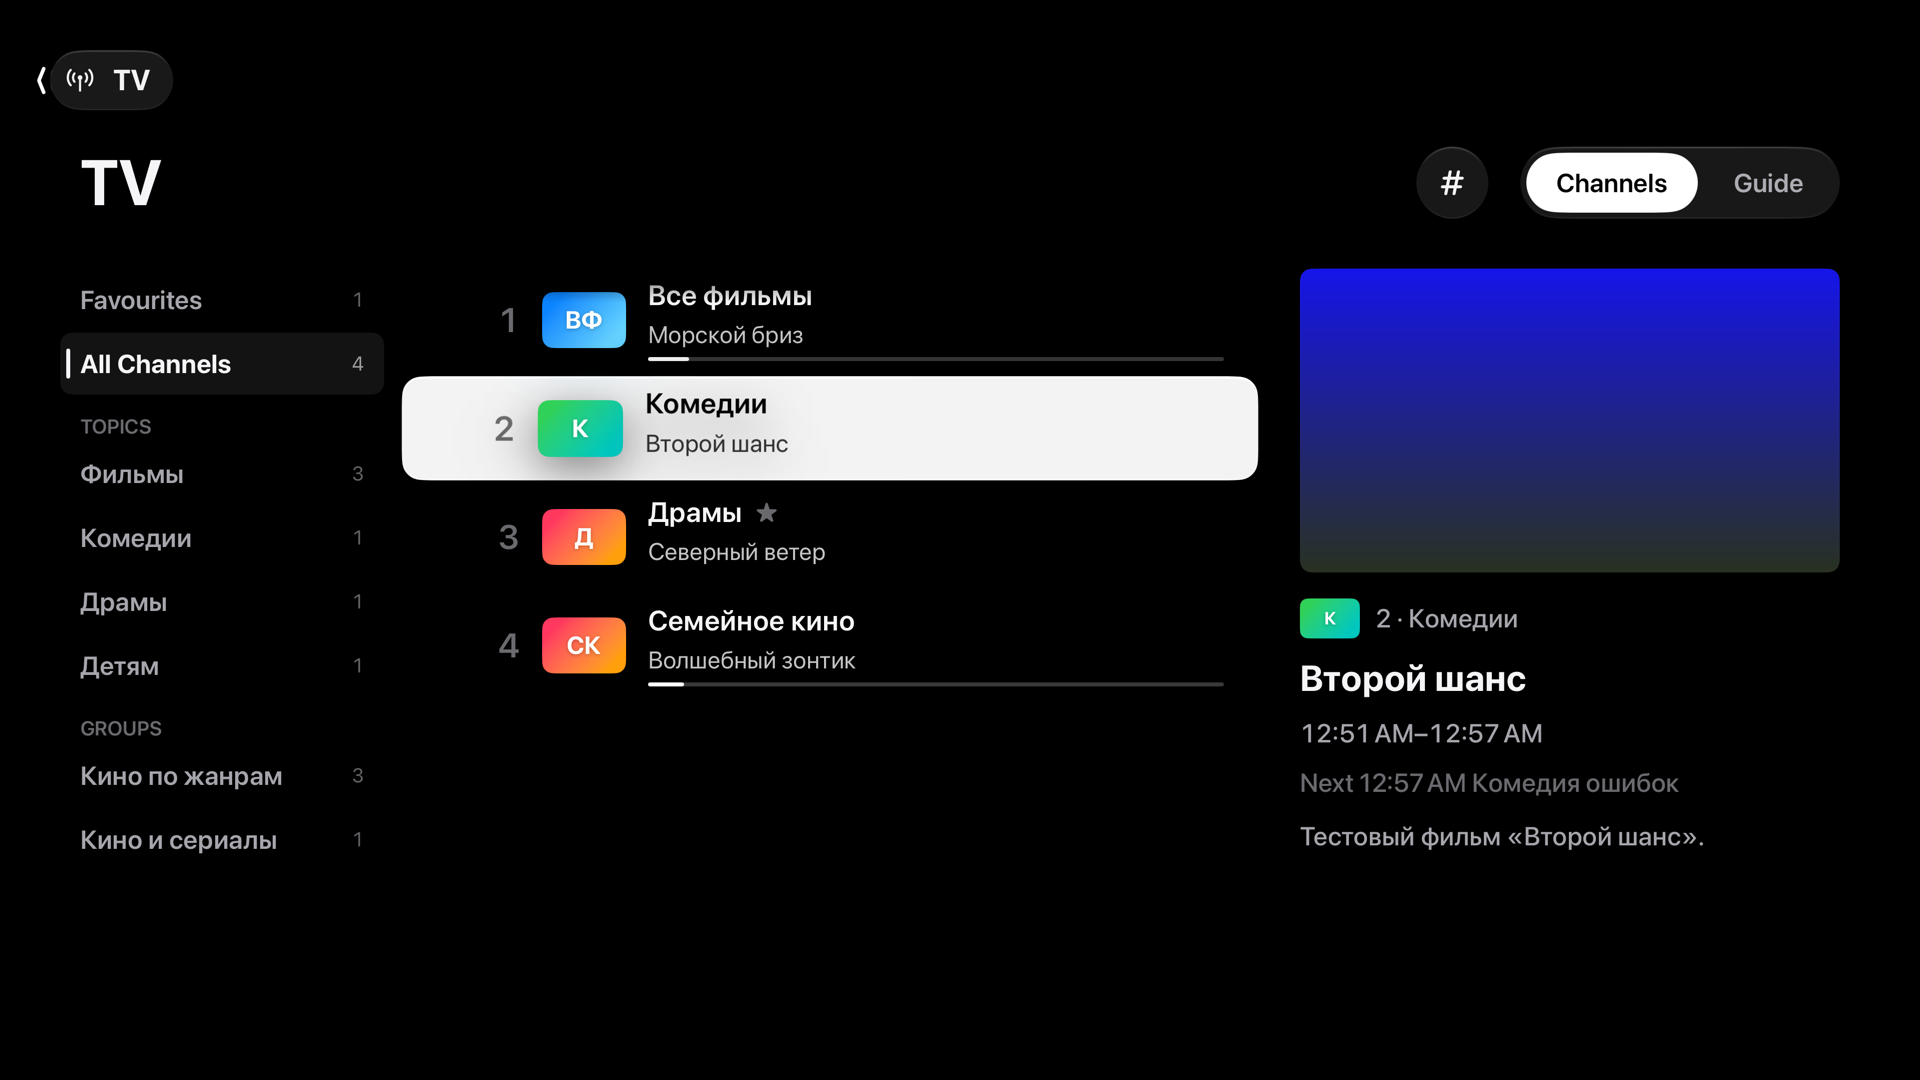 TV
TV
#
Channels
Guide
Favourites 1
All Channels 4
TOPICS
Фильмы 3
Комедии 1
Драмы 1
Детям 1
GROUPS
Кино по жанрам 3
Кино и сериалы 1
1 ВФ Все фильмы
Морской бриз
2 К Комедии
Второй шанс
3 Д Драмы ★
Северный ветер
4 СК Семейное кино
Волшебный зонтик
К 2 · Комедии
Второй шанс
12:51 AM–12:57 AM
Next 12:57 AM Комедия ошибок
Тестовый фильм «Второй шанс».